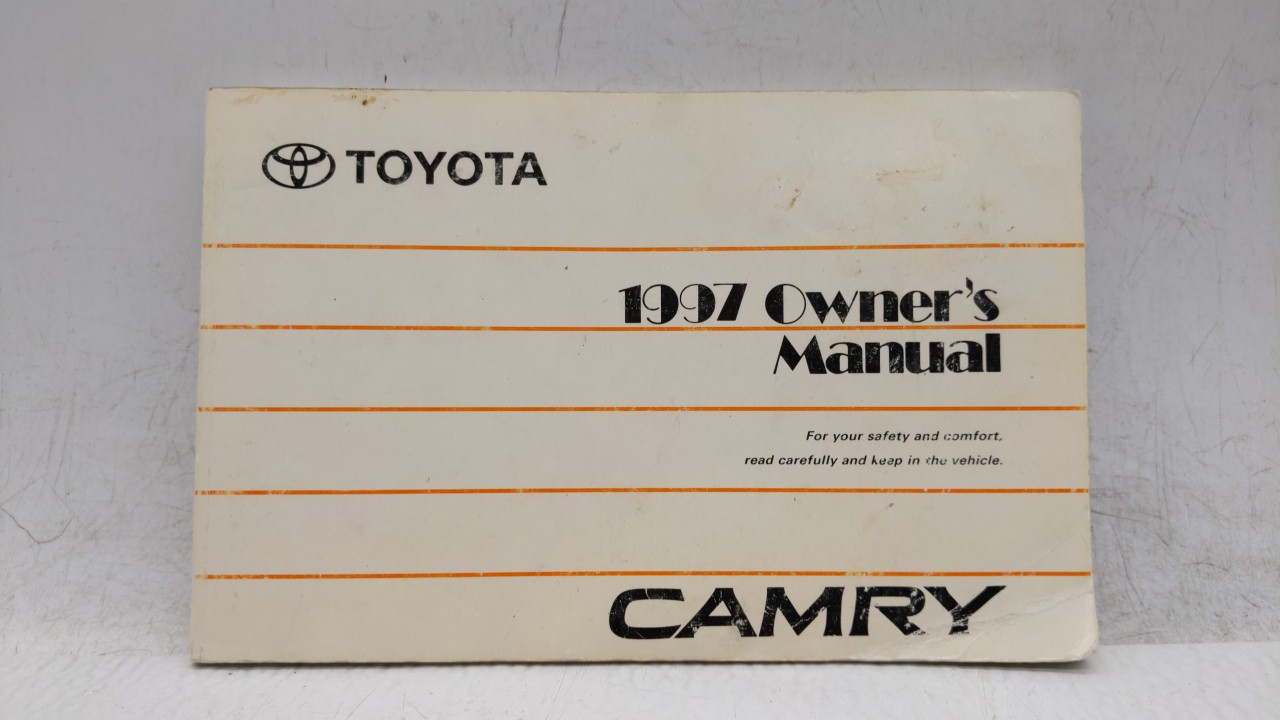 TOYOTA
1997 Owner's
Manual
For your safety and comfort,
read carefully and keep in the vehicle.
CAMRY